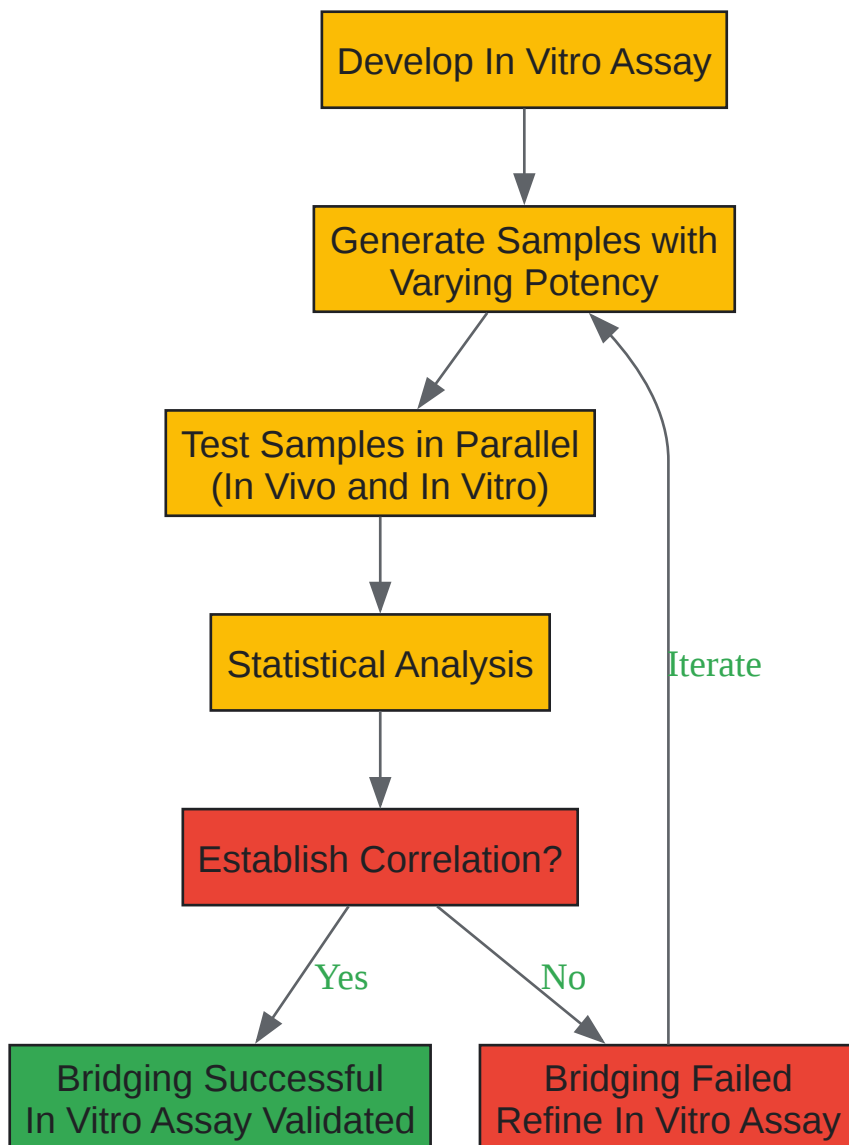 Develop In Vitro Assay
Generate Samples with
Varying Potency
Test Samples in Parallel
(In Vivo and In Vitro)
Statistical Analysis
Iterate
Establish Correlation?
Yes
No
Bridging Successful
In Vitro Assay Validated
Bridging Failed
Refine In Vitro Assay